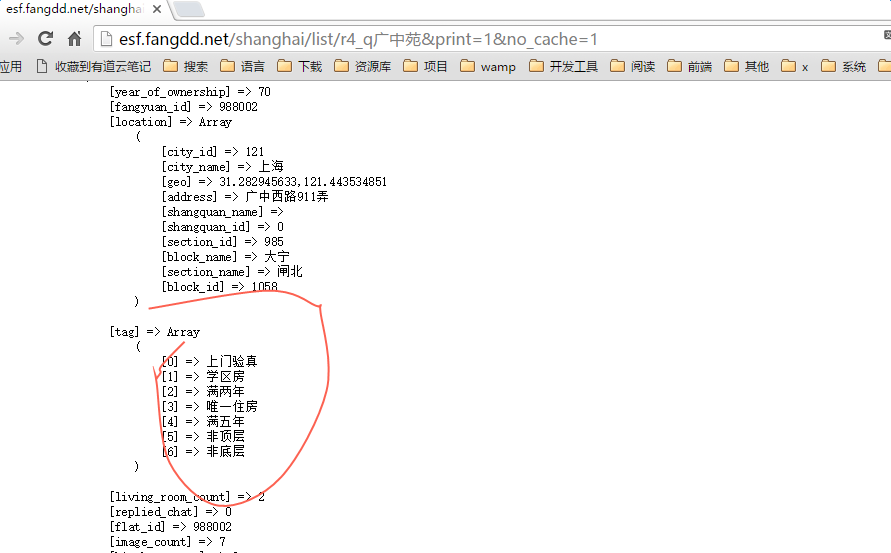 esf.fangdd.net/shangha
esf.fangdd.net/shanghai/list/r4_q广中苑&print=1&no_cache=1
应用 收藏到有道云笔记 搜索 语言 下载 资源库 项目 wamp 开发工具 阅读 前端 其他 x 系统
[year_of_ownership] => 70
[fangyuan_id] => 988002
[location] => Array
(
[city_id] => 121
[city_name] => 上海
[geo] => 31.282945633,121.443534851
[address] => 广中西路911弄
[shangquan_name] =>
[shangquan_id] => 0
[section_id] => 985
[block_name] => 大宁
[section_name] => 闸北
[block_id] => 1058
)
[tag] => Array
(
[0] => 上门验真
[1] => 学区房
[2] => 满两年
[3] => 唯一住房
[4] => 满五年
[5] => 非顶层
[6] => 非底层
)
[living_room_count] => 2
[replied_chat] => 0
[flat_id] => 988002
[image_count] => 7